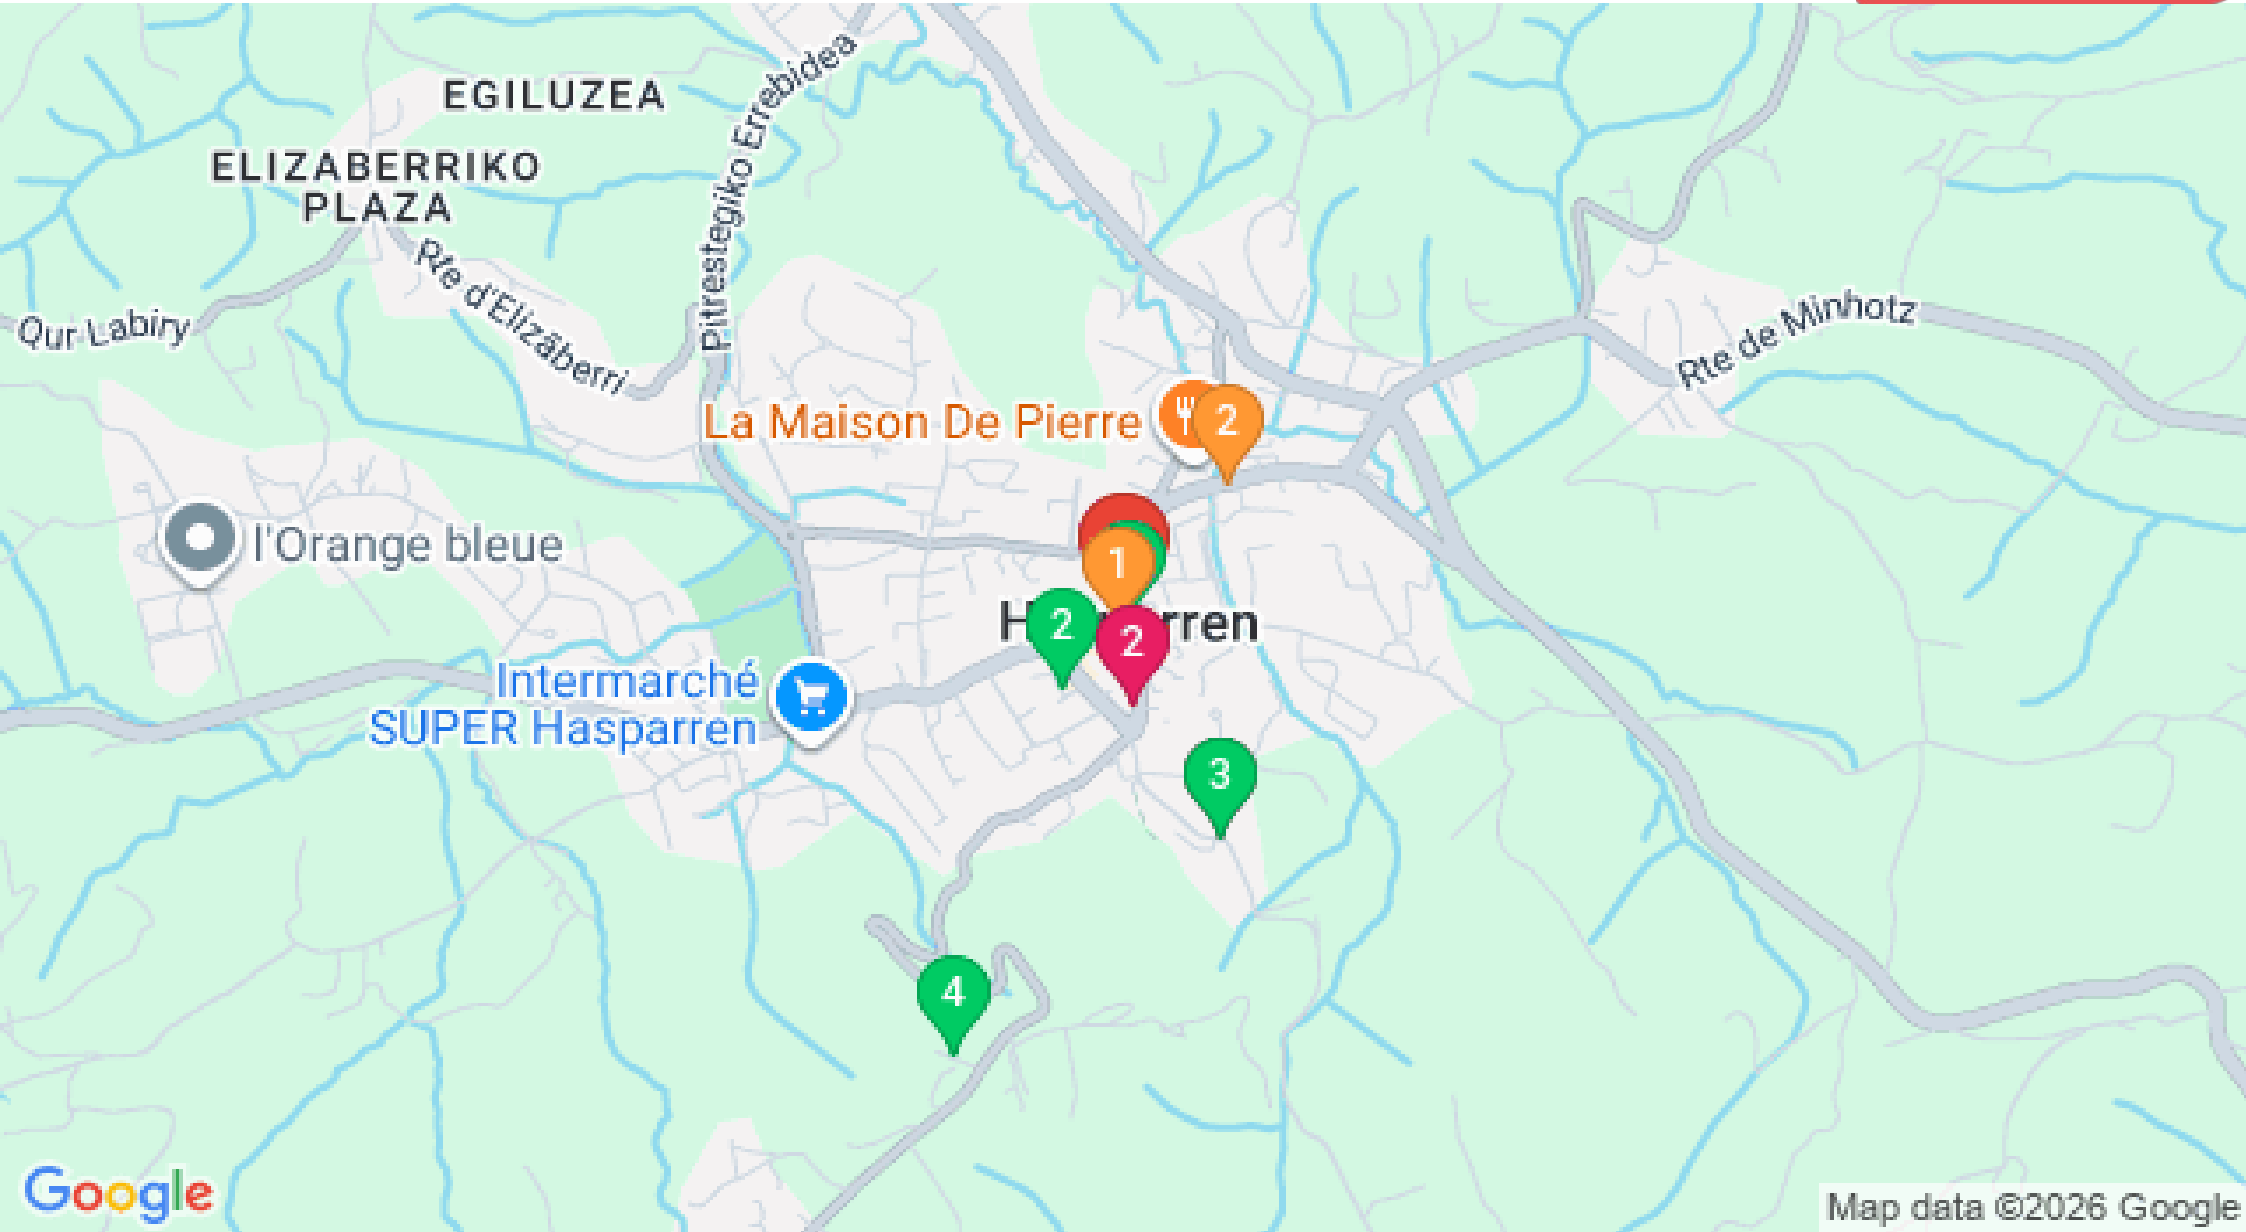 EGILUZEA
ELIZABERRIKO
PLAZA
Pitrestegiko Errebidea
Rte d'Elizaberri
Qur Labiry
Rte de Minhotz
La Maison De Pierre
2
l'Orange bleue
1
2
2
rren
Intermarché
SUPER Hasparren
3
4
Google
Map data ©2026 Google